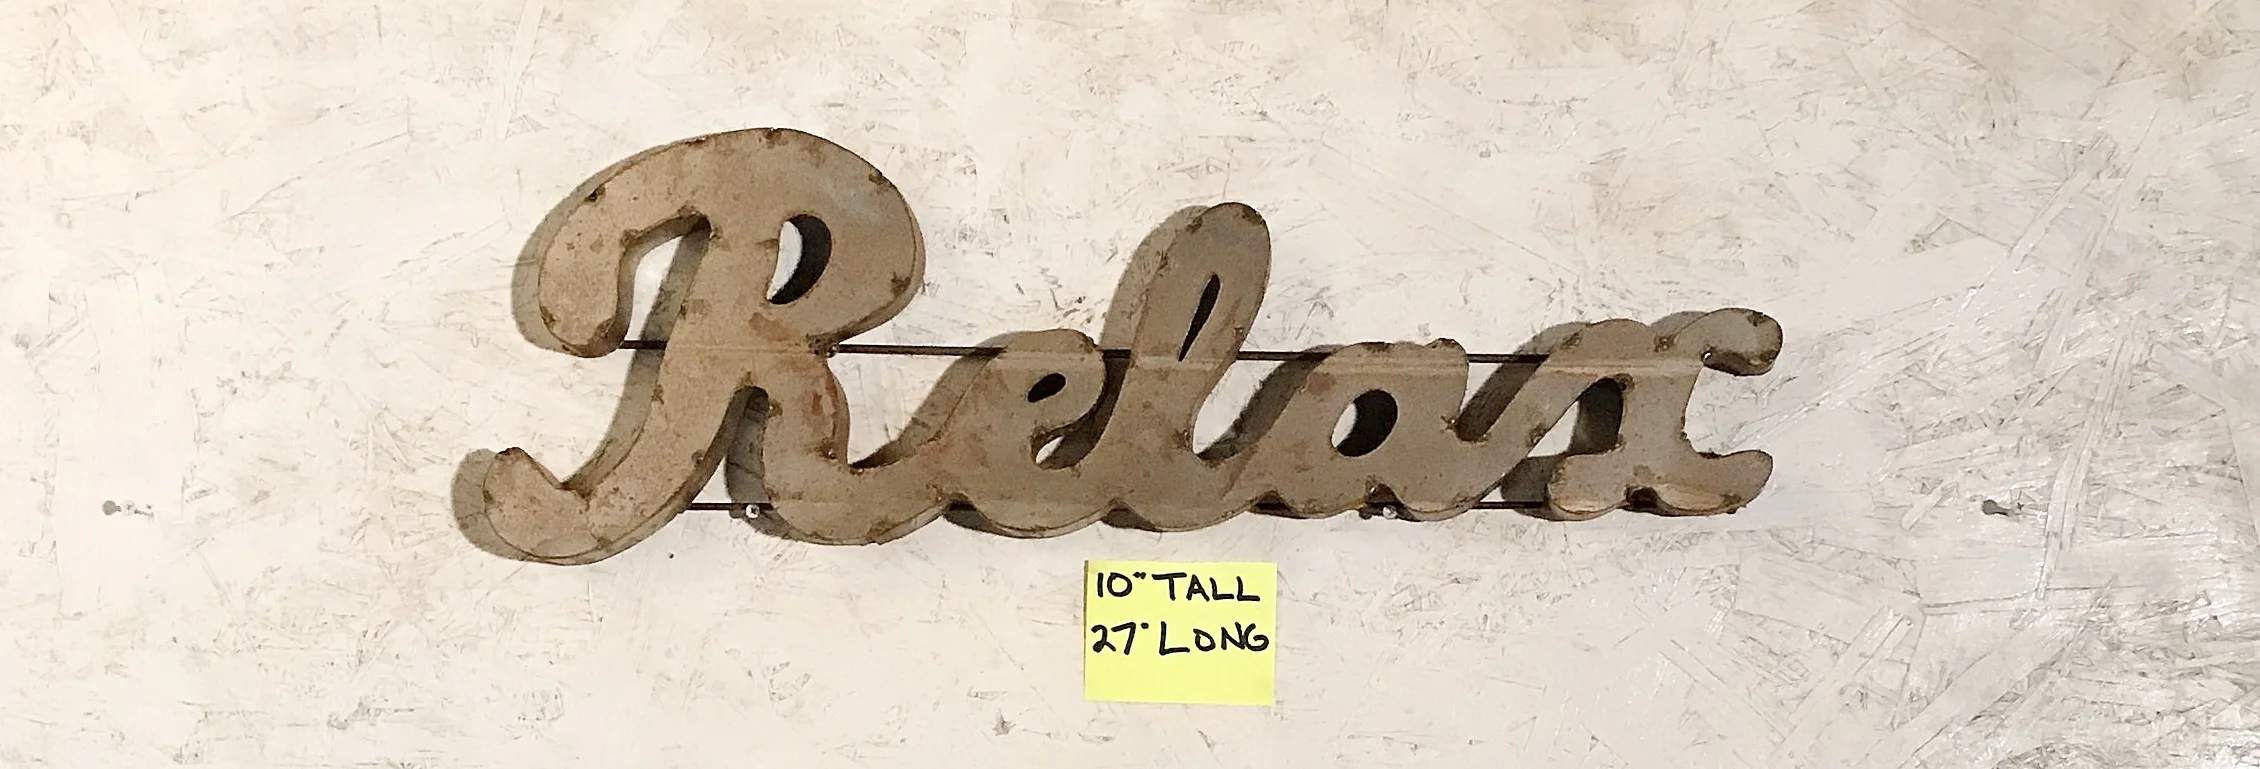 Relax
10" TALL
27" LONG